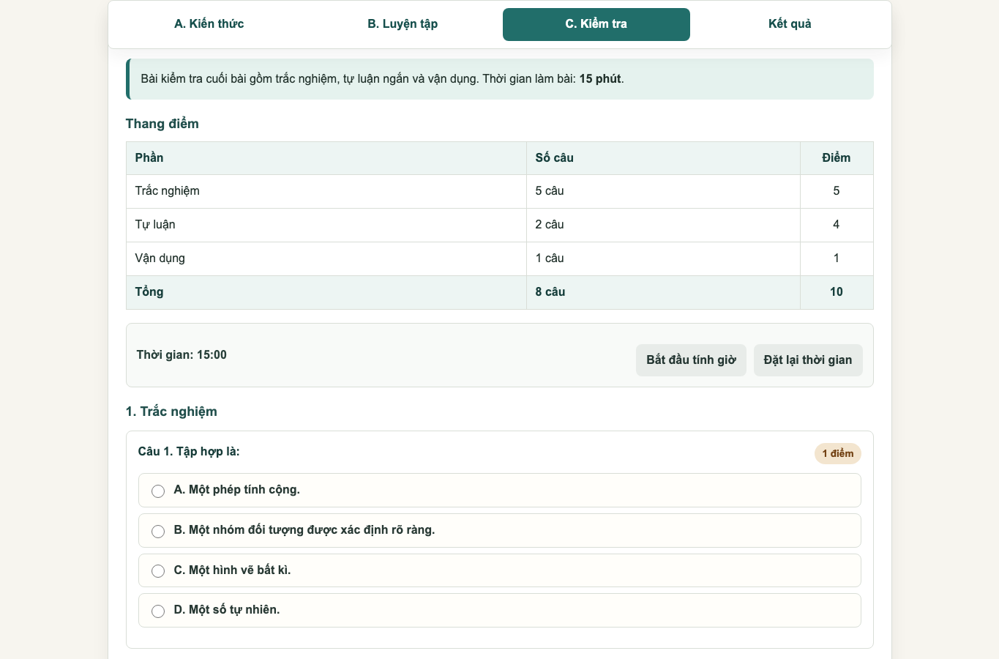 A. Kiến thức
B. Luyện tập
C. Kiểm tra
Kết quả
Bài kiểm tra cuối bài gồm trắc nghiệm, tự luận ngắn và vận dụng. Thời gian làm bài: 15 phút.
Thang điểm
Phần Số câu Điểm
Trắc nghiệm 5 câu 5
Tự luận 2 câu 4
Vận dụng 1 câu 1
Tổng 8 câu 10
Thời gian: 15:00
Bắt đầu tính giờ
Đặt lại thời gian
1. Trắc nghiệm
Câu 1. Tập hợp là:
1 điểm
A. Một phép tính cộng.
B. Một nhóm đối tượng được xác định rõ ràng.
C. Một hình vẽ bất kì.
D. Một số tự nhiên.